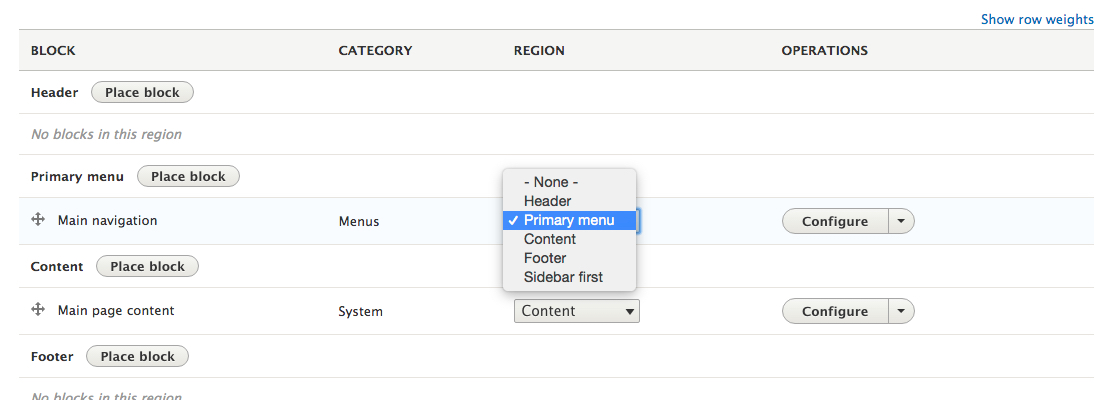 Show row weights
BLOCK CATEGORY REGION OPERATIONS
Header Place block
No blocks in this region
Primary menu Place block
- None -
Header
Main navigation Menus ✓ Primary menu Configure
Content
Footer
Sidebar first
Content Place block
Main page content System Content Configure
Footer Place block
No blocks in this region